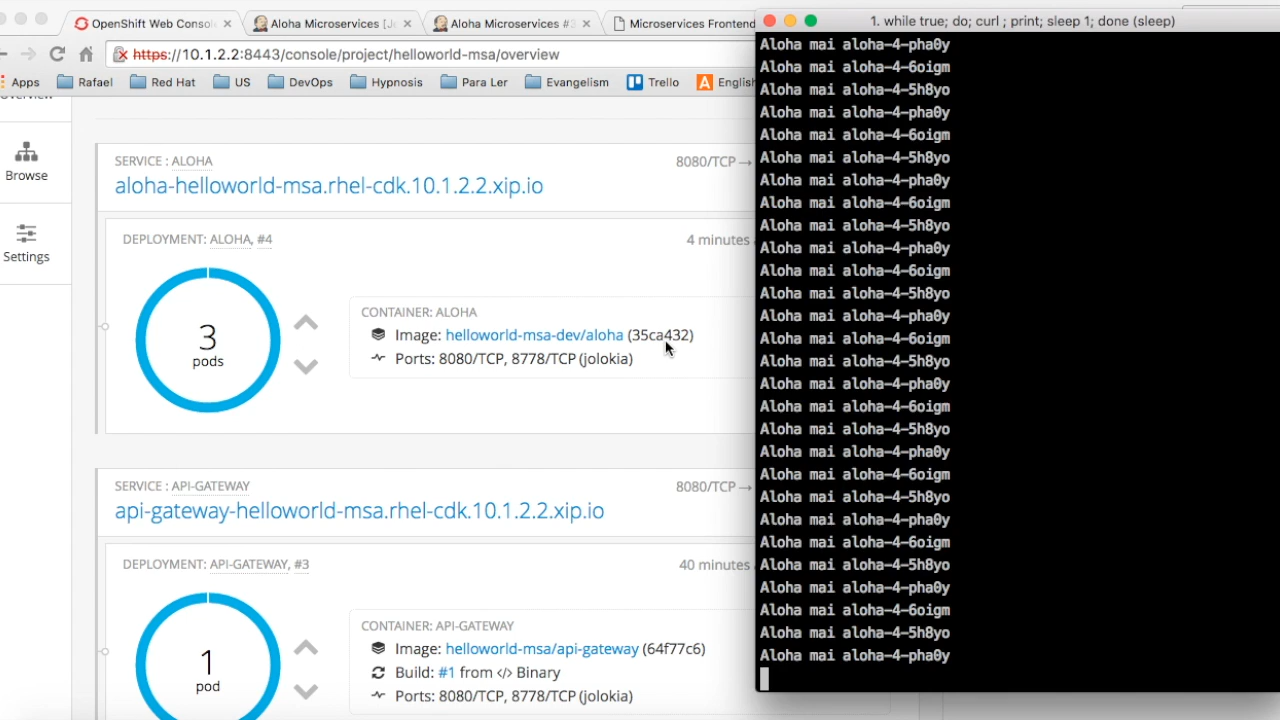 OpenShift Web Consol
Aloha Microservices [Je
Aloha Microservices #
Microservices Frontend
https://10.1.2.2:8443/console/project/helloworld-msa/overview
Apps
Rafael
Red Hat
US
DevOps
Hypnosis
Para Ler
Evangelism
Trello
English
Overview
Browse
Settings
SERVICE : ALOHA
8080/TCP →
aloha-helloworld-msa.rhel-cdk.10.1.2.2.xip.io
DEPLOYMENT: ALOHA, #4
4 minutes
3
pods
CONTAINER: ALOHA
Image: helloworld-msa-dev/aloha (35ca432)
Ports: 8080/TCP, 8778/TCP (jolokia)
SERVICE : API-GATEWAY
8080/TCP →
api-gateway-helloworld-msa.rhel-cdk.10.1.2.2.xip.io
DEPLOYMENT: API-GATEWAY, #3
40 minutes
1
pod
CONTAINER: API-GATEWAY
Image: helloworld-msa/api-gateway (64f77c6)
Build: #1 from </> Binary
Ports: 8080/TCP, 8778/TCP (jolokia)
1. while true; do; curl ; print; sleep 1; done (sleep)
Aloha mai aloha-4-pha0y
Aloha mai aloha-4-6oigm
Aloha mai aloha-4-5h8yo
Aloha mai aloha-4-pha0y
Aloha mai aloha-4-6oigm
Aloha mai aloha-4-5h8yo
Aloha mai aloha-4-pha0y
Aloha mai aloha-4-6oigm
Aloha mai aloha-4-5h8yo
Aloha mai aloha-4-pha0y
Aloha mai aloha-4-6oigm
Aloha mai aloha-4-5h8yo
Aloha mai aloha-4-pha0y
Aloha mai aloha-4-6oigm
Aloha mai aloha-4-5h8yo
Aloha mai aloha-4-pha0y
Aloha mai aloha-4-6oigm
Aloha mai aloha-4-5h8yo
Aloha mai aloha-4-pha0y
Aloha mai aloha-4-6oigm
Aloha mai aloha-4-5h8yo
Aloha mai aloha-4-pha0y
Aloha mai aloha-4-6oigm
Aloha mai aloha-4-5h8yo
Aloha mai aloha-4-pha0y
Aloha mai aloha-4-6oigm
Aloha mai aloha-4-5h8yo
Aloha mai aloha-4-pha0y